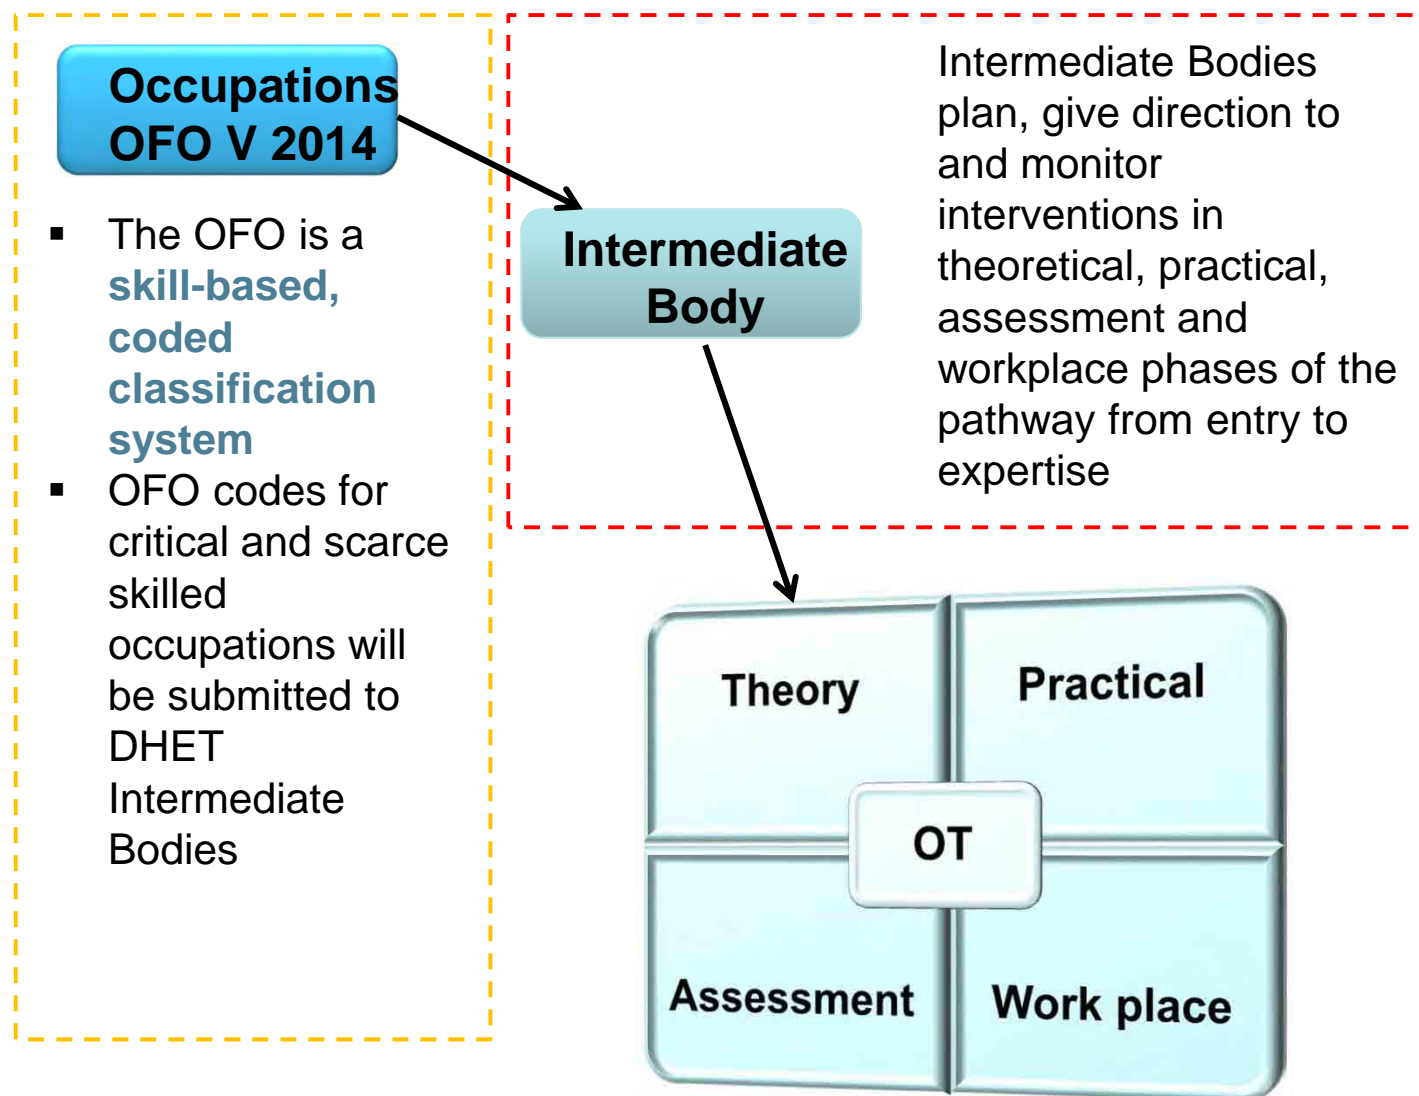 Occupations
OFO V 2014
▪ The OFO is a
skill-based,
coded
classification
system
▪ OFO codes for
critical and scarce
skilled
occupations will
be submitted to
DHET
Intermediate
Bodies
Intermediate
Body
Intermediate Bodies
plan, give direction to
and monitor
interventions in
theoretical, practical,
assessment and
workplace phases of the
pathway from entry to
expertise
Theory
Practical
OT
Assessment
Work place